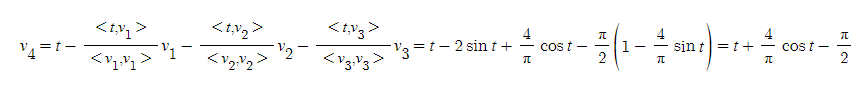 v₄ = t − <t,v₁>/<v₁,v₁> v₁ − <t,v₂>/<v₂,v₂> v₂ − <t,v₃>/<v₃,v₃> v₃ = t − 2 sin t + 4/π cos t − π/2 (1 − 4/π sin t) = t + 4/π cos t − π/2